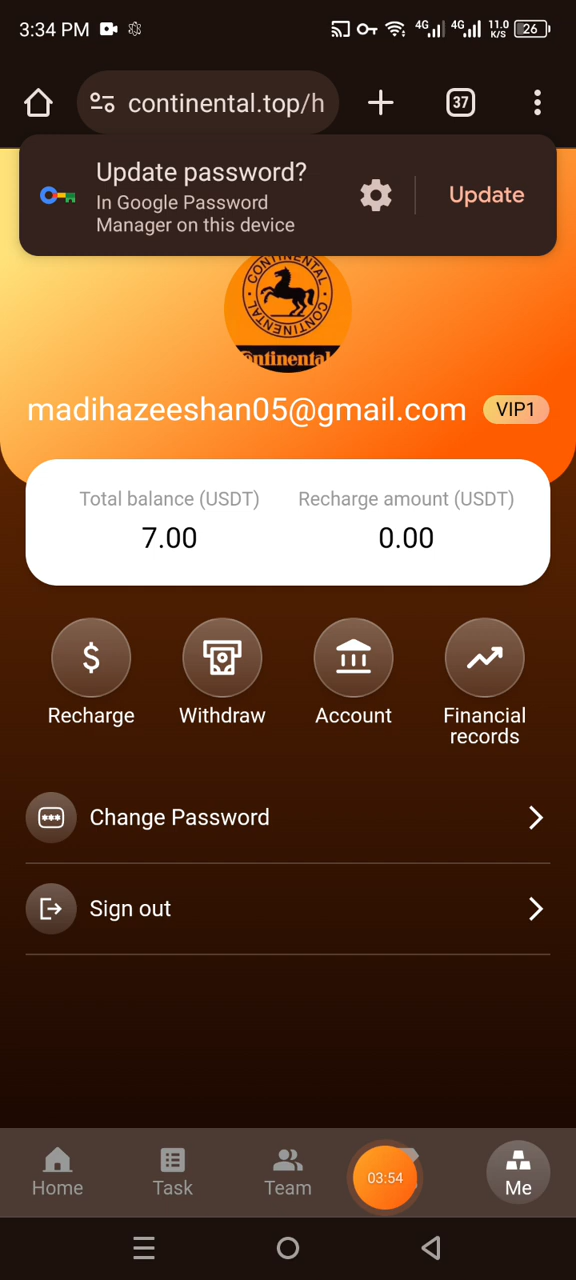 3:34 PM
4G
4G
11.0
K/S
26
continental.top/h
37
Update password?
In Google Password
Manager on this device
Update
CONTINENTAL
CONTINENTAL
ontinental
madihazeeshan05@gmail.com
VIP1
Total balance (USDT)
Recharge amount (USDT)
7.00
0.00
Recharge
Withdraw
Account
Financial
records
Change Password
Sign out
03:54
Home
Task
Team
Me